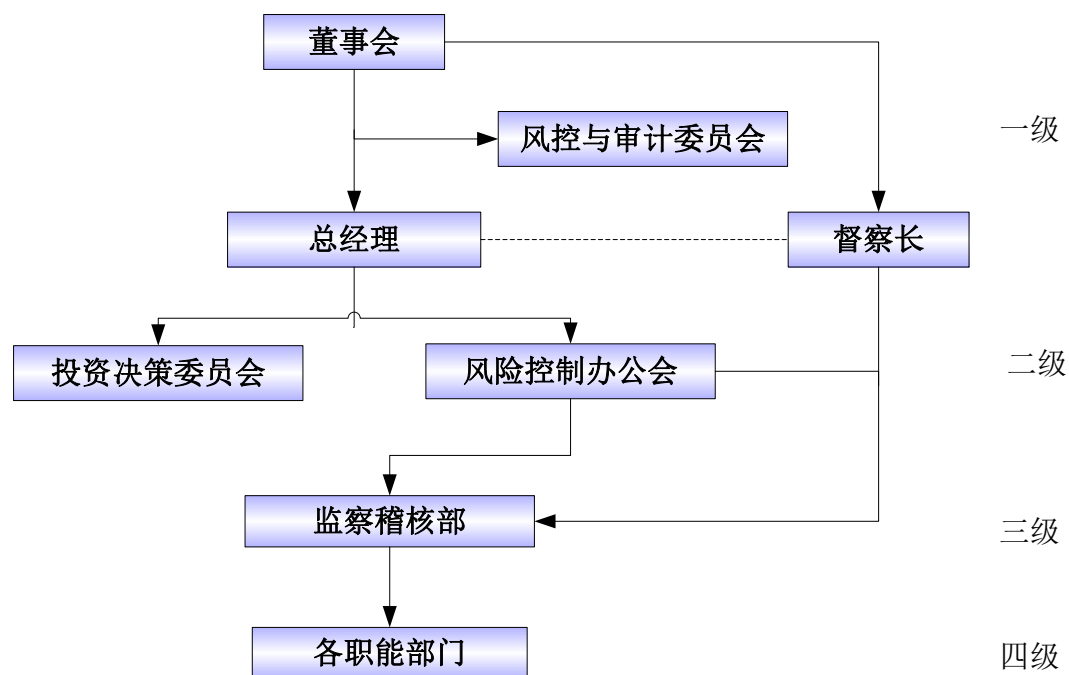 董事会
风控与审计委员会
一级
总经理
督察长
投资决策委员会
风险控制办公会
二级
监察稽核部
三级
各职能部门
四级